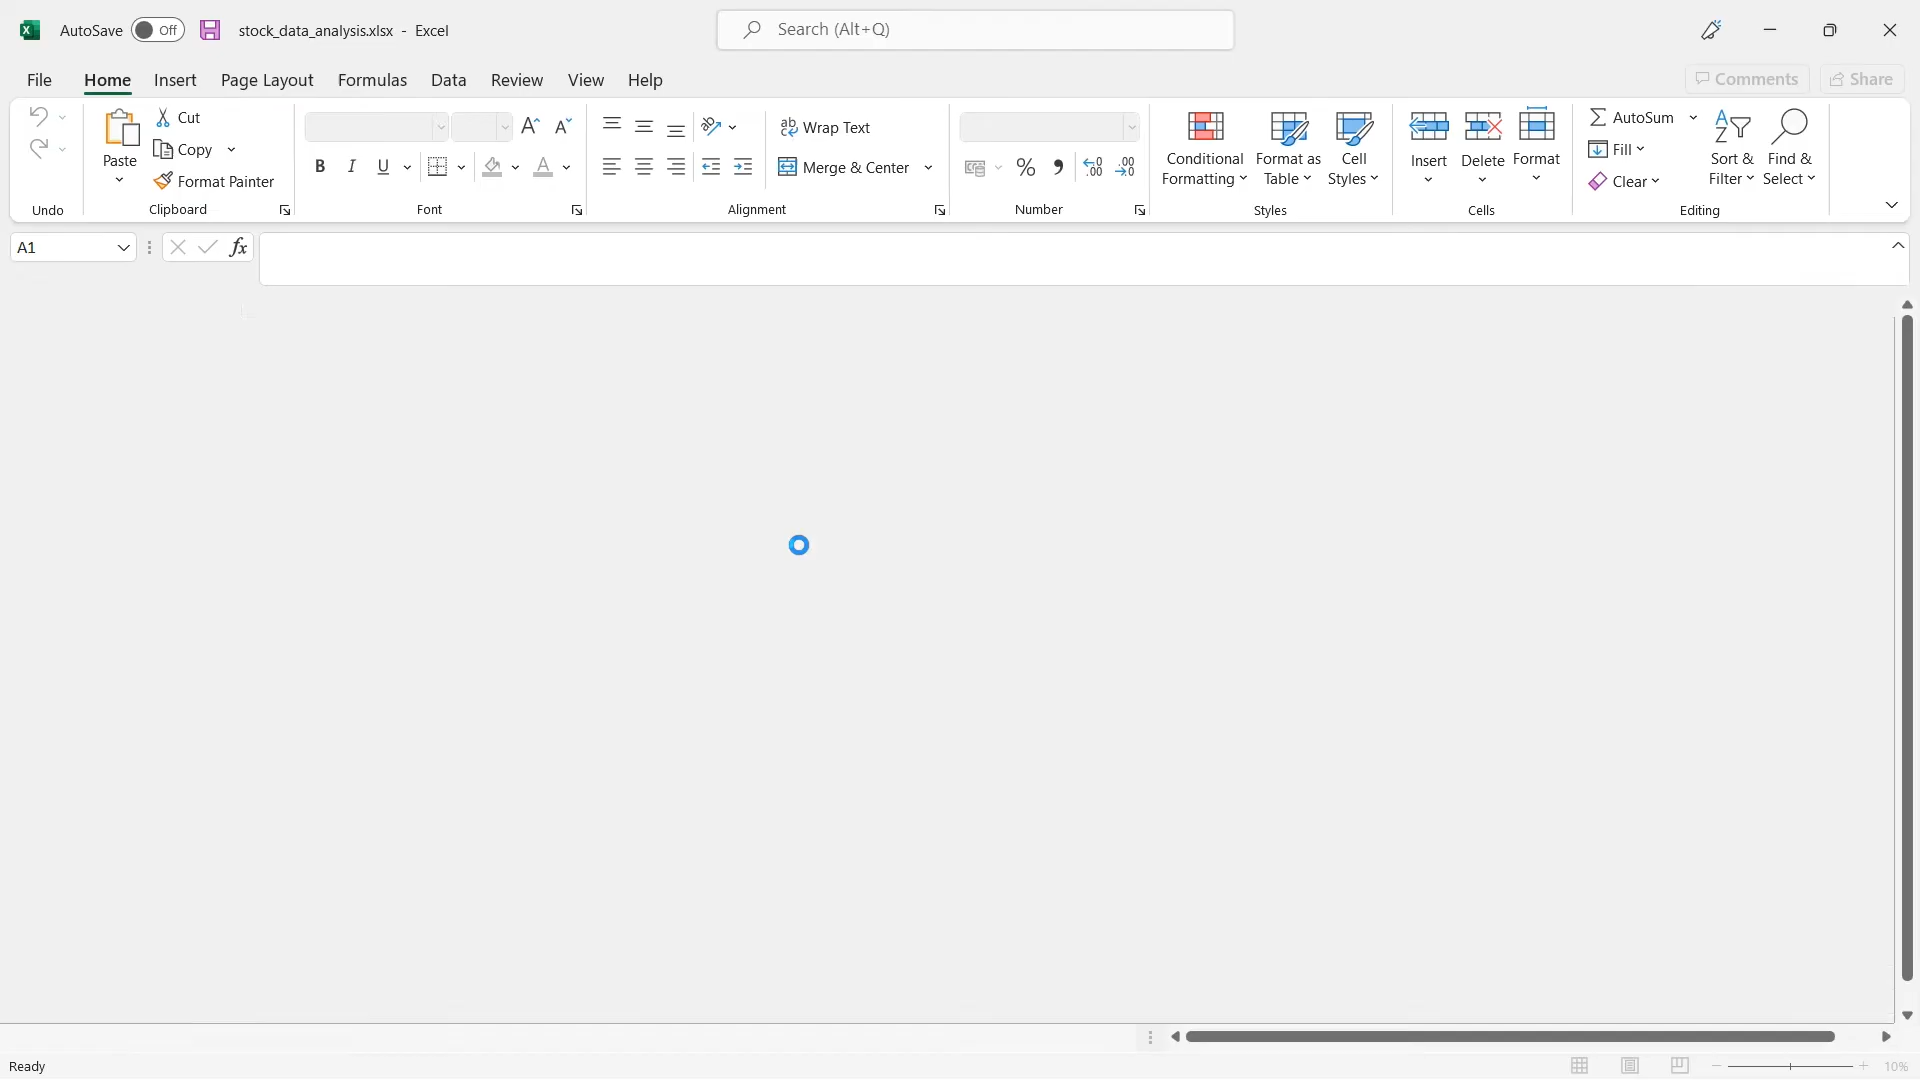 AutoSave Off stock_data_analysis.xlsx - Excel Search (Alt+Q)
File Home Insert Page Layout Formulas Data Review View Help Comments Share
Paste
Cut
Copy
Format Painter
Undo
Clipboard
B I U
Font
Wrap Text
Merge & Center
Alignment
Number
Conditional
Formatting
Format as
Table
Cell
Styles
Styles
Insert
Delete
Format
Cells
AutoSum
Fill
Clear
Sort &
Filter
Find &
Select
Editing
A1 fx
Ready 10%